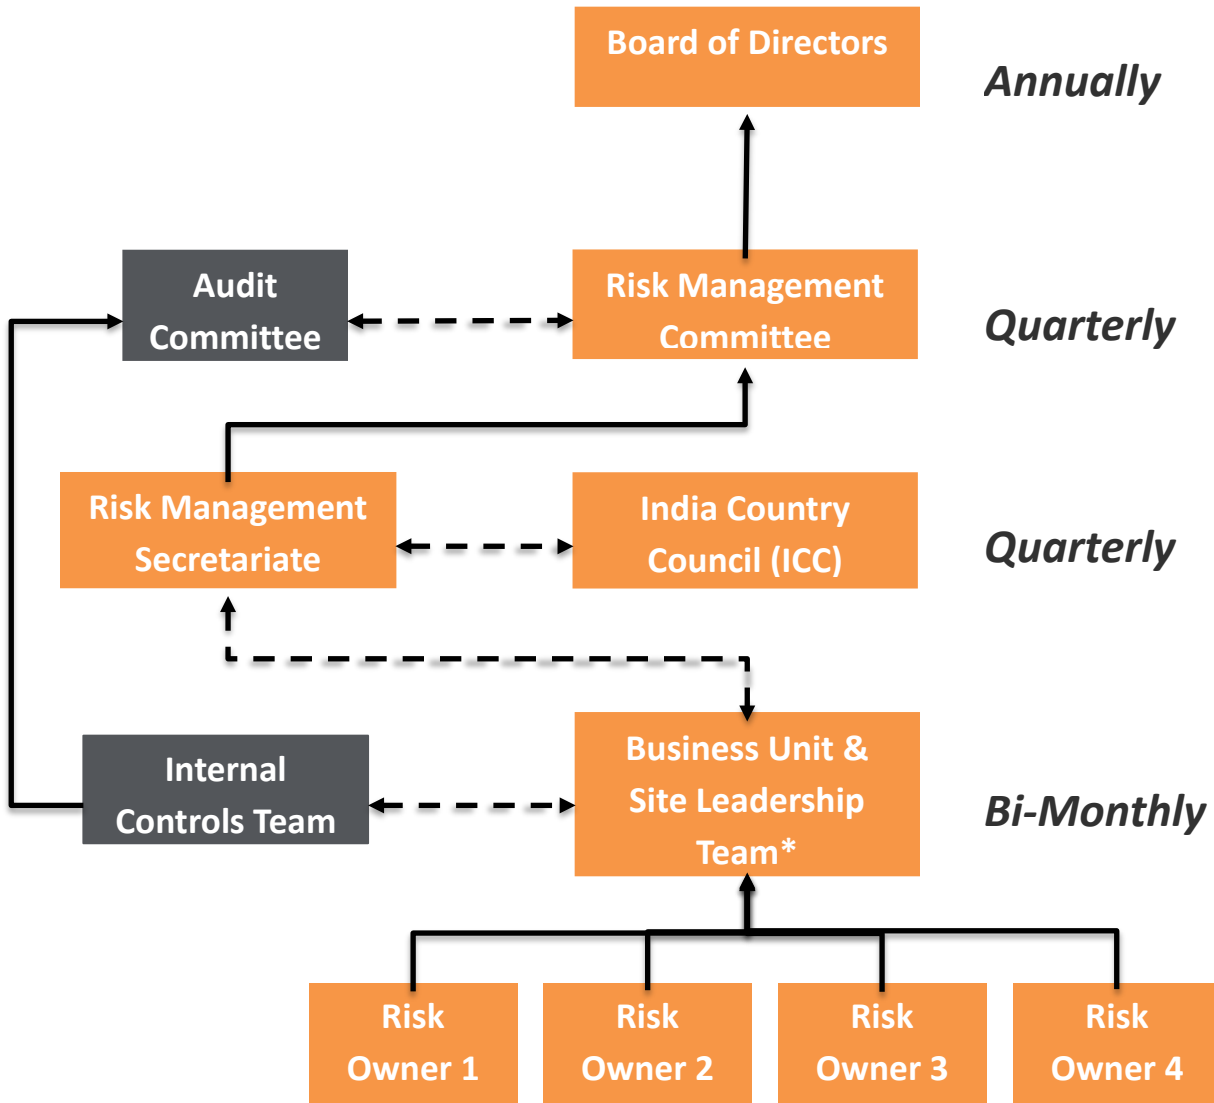 Board of Directors
Annually
Audit
Committee
Risk Management
Committee
Quarterly
Risk Management
Secretariate
India Country
Council (ICC)
Quarterly
Internal
Controls Team
Business Unit &
Site Leadership
Team*
Bi-Monthly
Risk
Owner 1
Risk
Owner 2
Risk
Owner 3
Risk
Owner 4